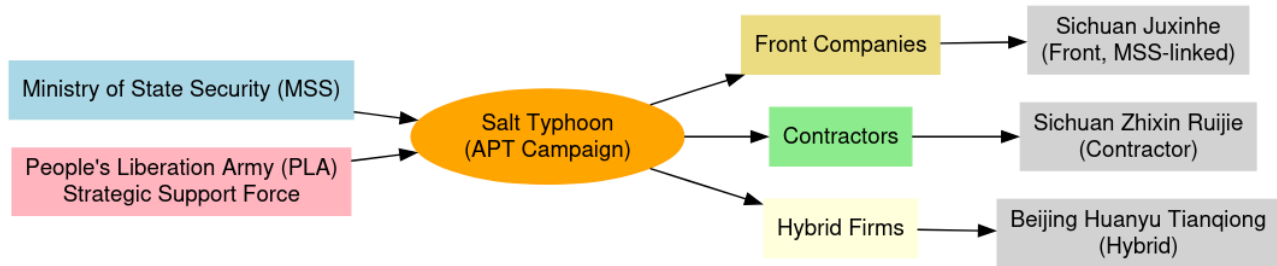 Ministry of State Security (MSS)
People's Liberation Army (PLA)
Strategic Support Force
Salt Typhoon
(APT Campaign)
Front Companies
Contractors
Hybrid Firms
Sichuan Juxinhe
(Front, MSS-linked)
Sichuan Zhixin Ruijie
(Contractor)
Beijing Huanyu Tianqiong
(Hybrid)